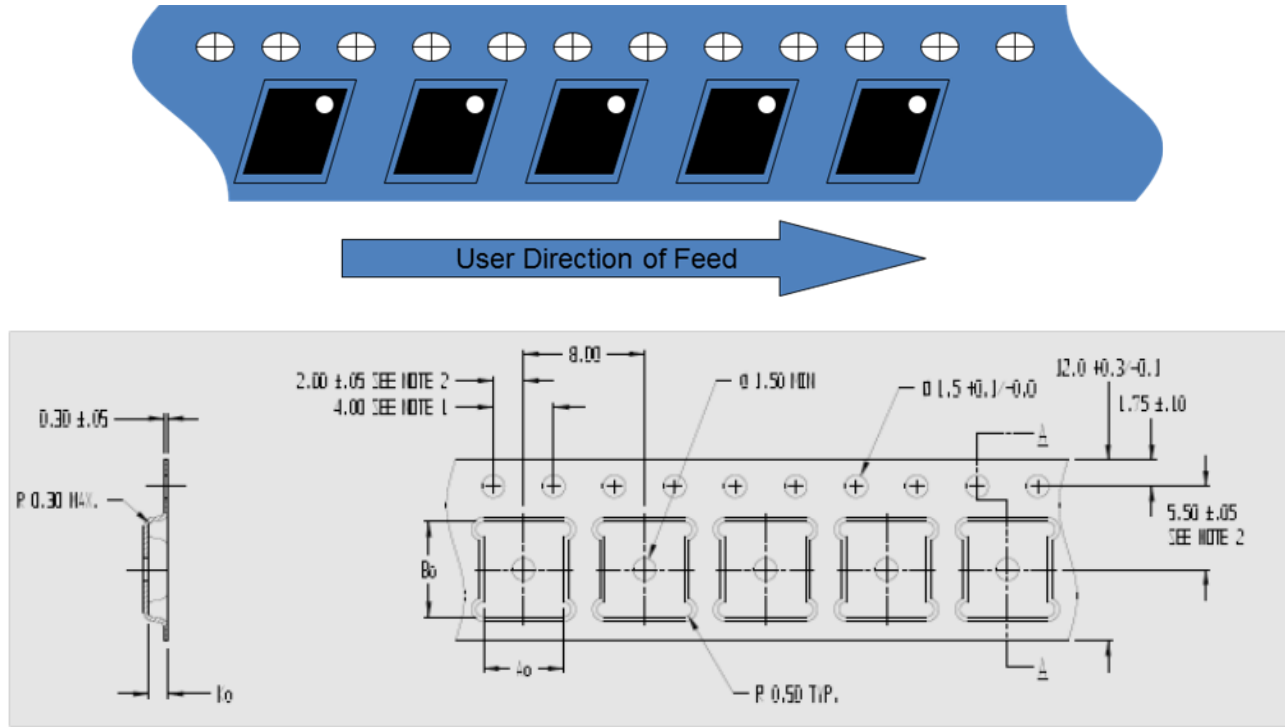 User Direction of Feed
8.00
2.00 ±.05 SEE NOTE 2
4.00 SEE NOTE 1
0.30 ±.05
R 0.30 MAX.
Ø 1.50 MIN
Ø 1.5 +0.1/-0.0
12.0 +0.3/-0.1
1.75 ±.10
A
5.50 ±.05
SEE NOTE 2
Bo
Ao
Ko
R 0.50 TYP.
A